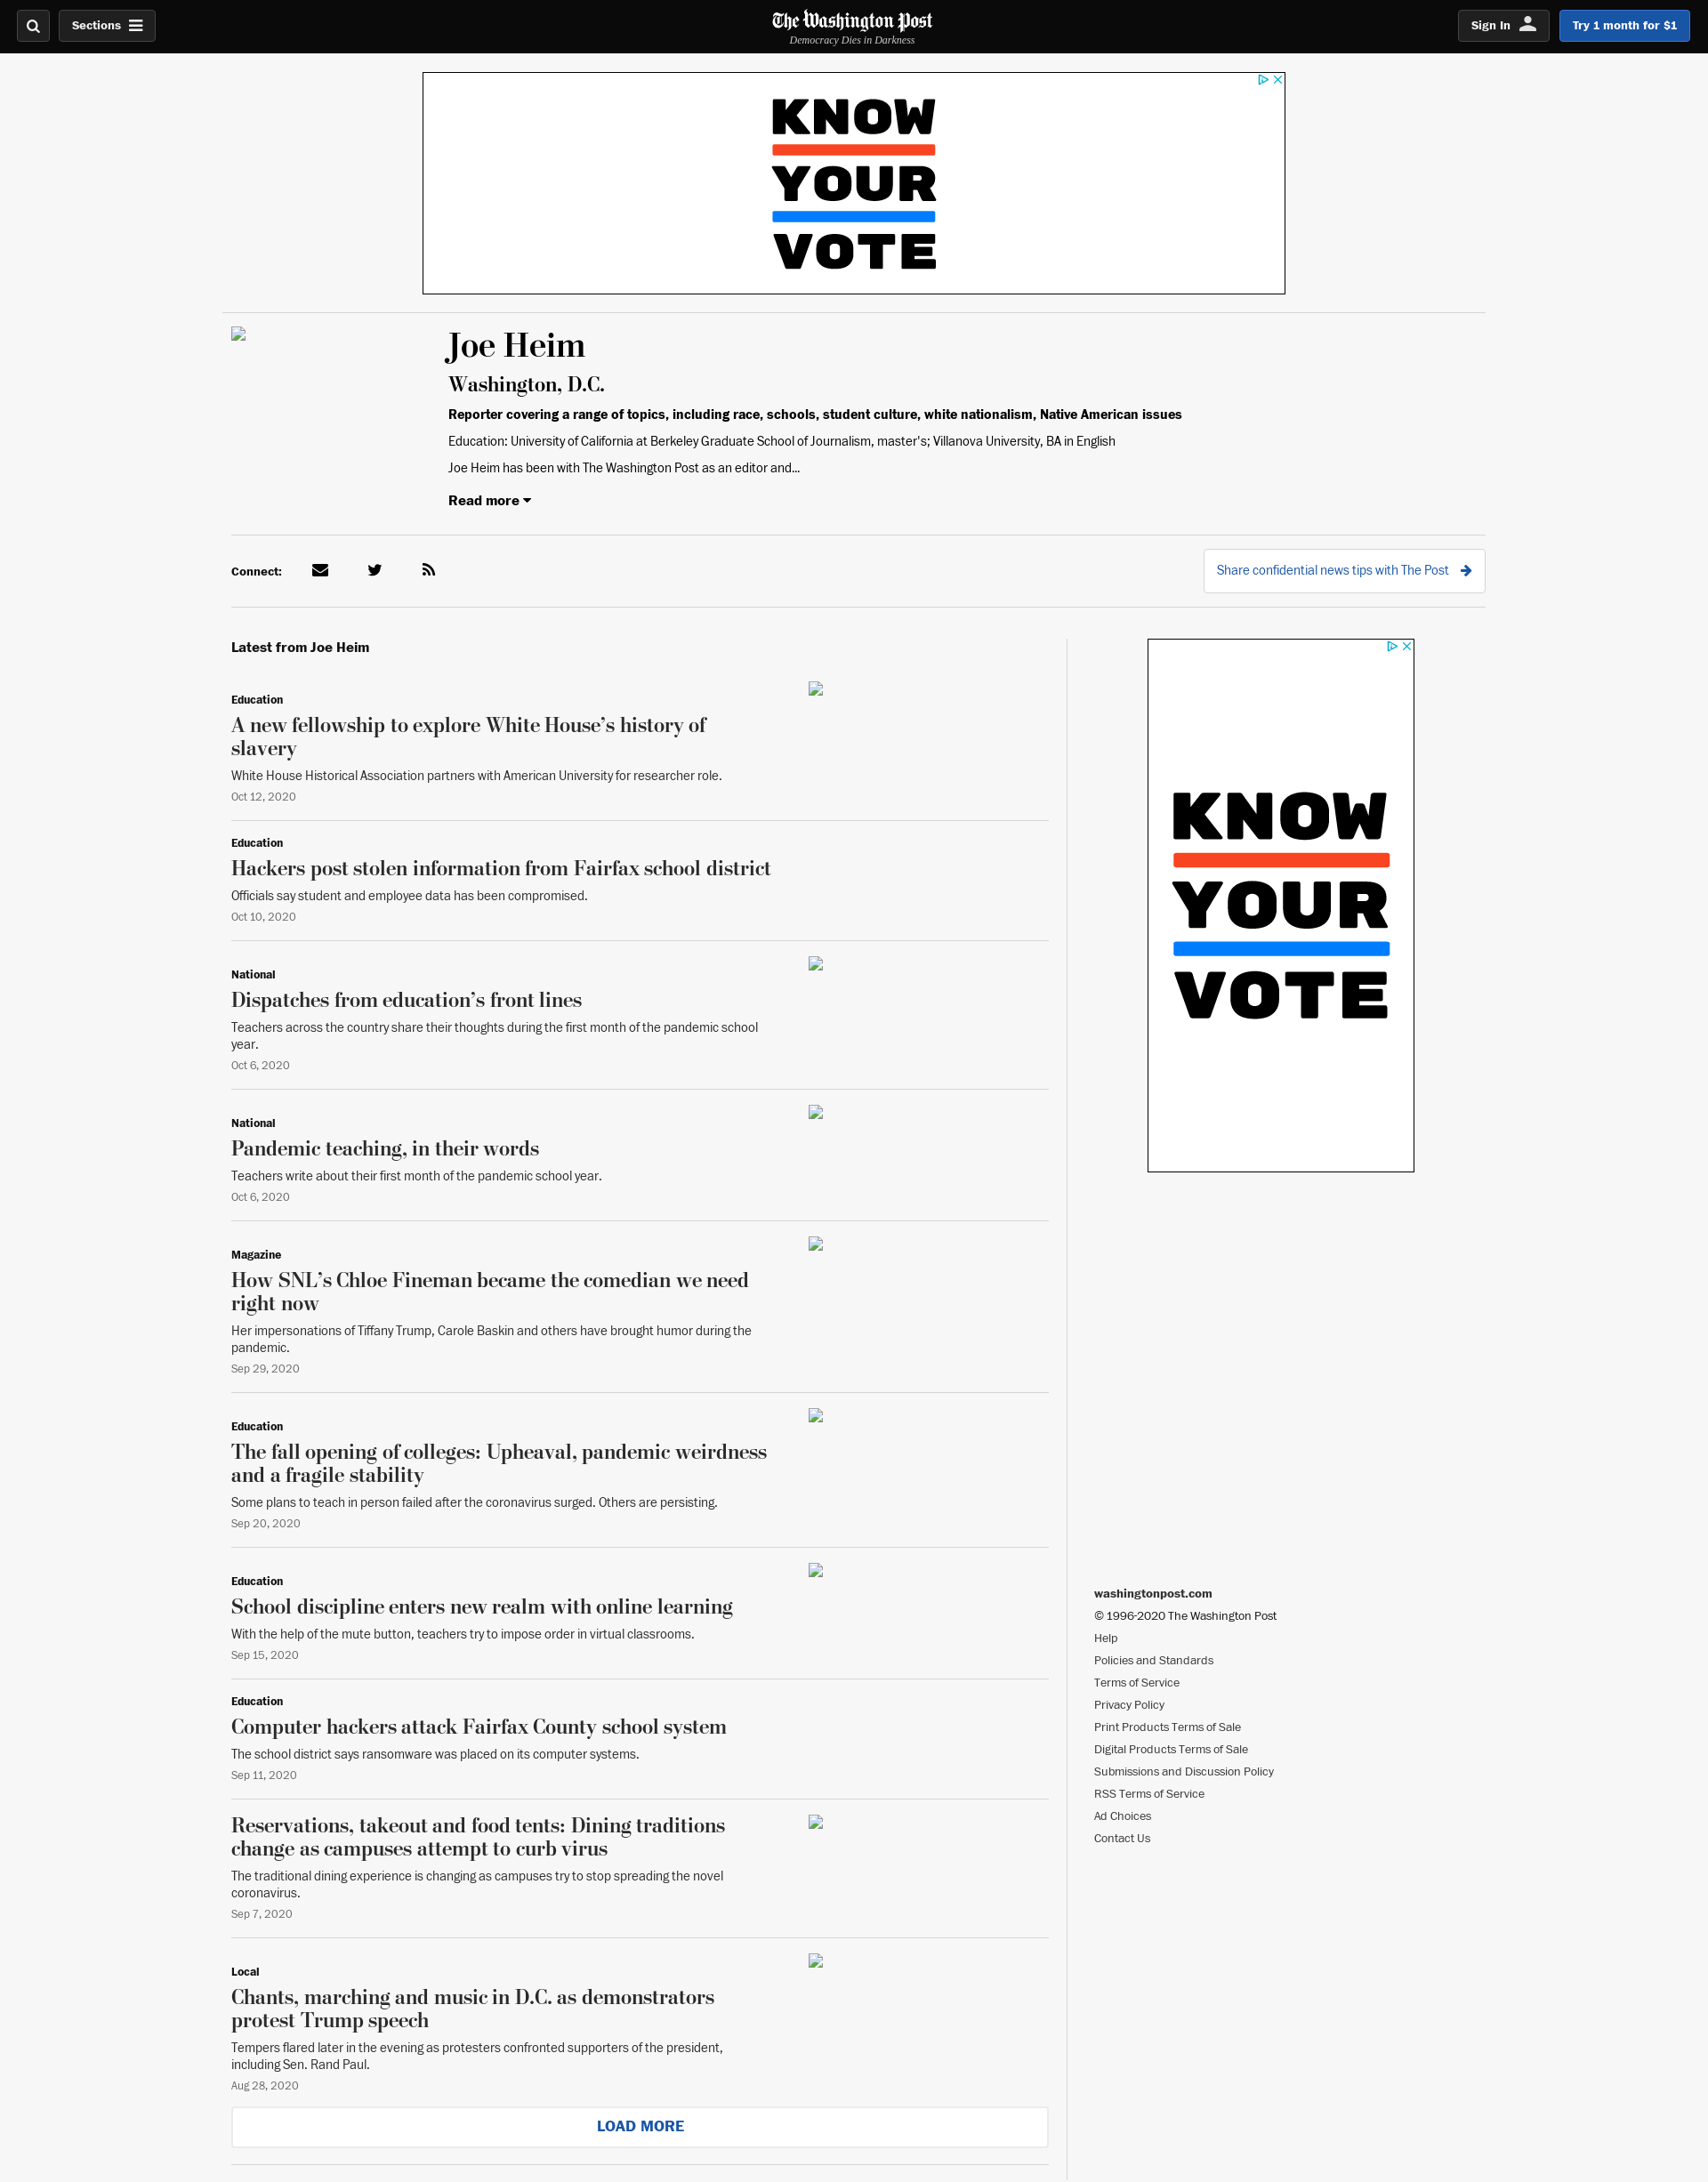 Sections
The Washington Post
Democracy Dies in Darkness
Sign In
Try 1 month for $1
KNOW
YOUR
VOTE
Joe Heim
Washington, D.C.
Reporter covering a range of topics, including race, schools, student culture, white nationalism, Native American issues
Education: University of California at Berkeley Graduate School of Journalism, master's; Villanova University, BA in English
Joe Heim has been with The Washington Post as an editor and...
Read more
Connect:
Share confidential news tips with The Post
Latest from Joe Heim
Education
A new fellowship to explore White House’s history of
slavery
White House Historical Association partners with American University for researcher role.
Oct 12, 2020
Education
Hackers post stolen information from Fairfax school district
Officials say student and employee data has been compromised.
Oct 10, 2020
National
Dispatches from education’s front lines
Teachers across the country share their thoughts during the first month of the pandemic school
year.
Oct 6, 2020
National
Pandemic teaching, in their words
Teachers write about their first month of the pandemic school year.
Oct 6, 2020
Magazine
How SNL’s Chloe Fineman became the comedian we need
right now
Her impersonations of Tiffany Trump, Carole Baskin and others have brought humor during the
pandemic.
Sep 29, 2020
Education
The fall opening of colleges: Upheaval, pandemic weirdness
and a fragile stability
Some plans to teach in person failed after the coronavirus surged. Others are persisting.
Sep 20, 2020
Education
School discipline enters new realm with online learning
With the help of the mute button, teachers try to impose order in virtual classrooms.
Sep 15, 2020
Education
Computer hackers attack Fairfax County school system
The school district says ransomware was placed on its computer systems.
Sep 11, 2020
Reservations, takeout and food tents: Dining traditions
change as campuses attempt to curb virus
The traditional dining experience is changing as campuses try to stop spreading the novel
coronavirus.
Sep 7, 2020
Local
Chants, marching and music in D.C. as demonstrators
protest Trump speech
Tempers flared later in the evening as protesters confronted supporters of the president,
including Sen. Rand Paul.
Aug 28, 2020
LOAD MORE
KNOW
YOUR
VOTE
washingtonpost.com
© 1996-2020 The Washington Post
Help
Policies and Standards
Terms of Service
Privacy Policy
Print Products Terms of Sale
Digital Products Terms of Sale
Submissions and Discussion Policy
RSS Terms of Service
Ad Choices
Contact Us